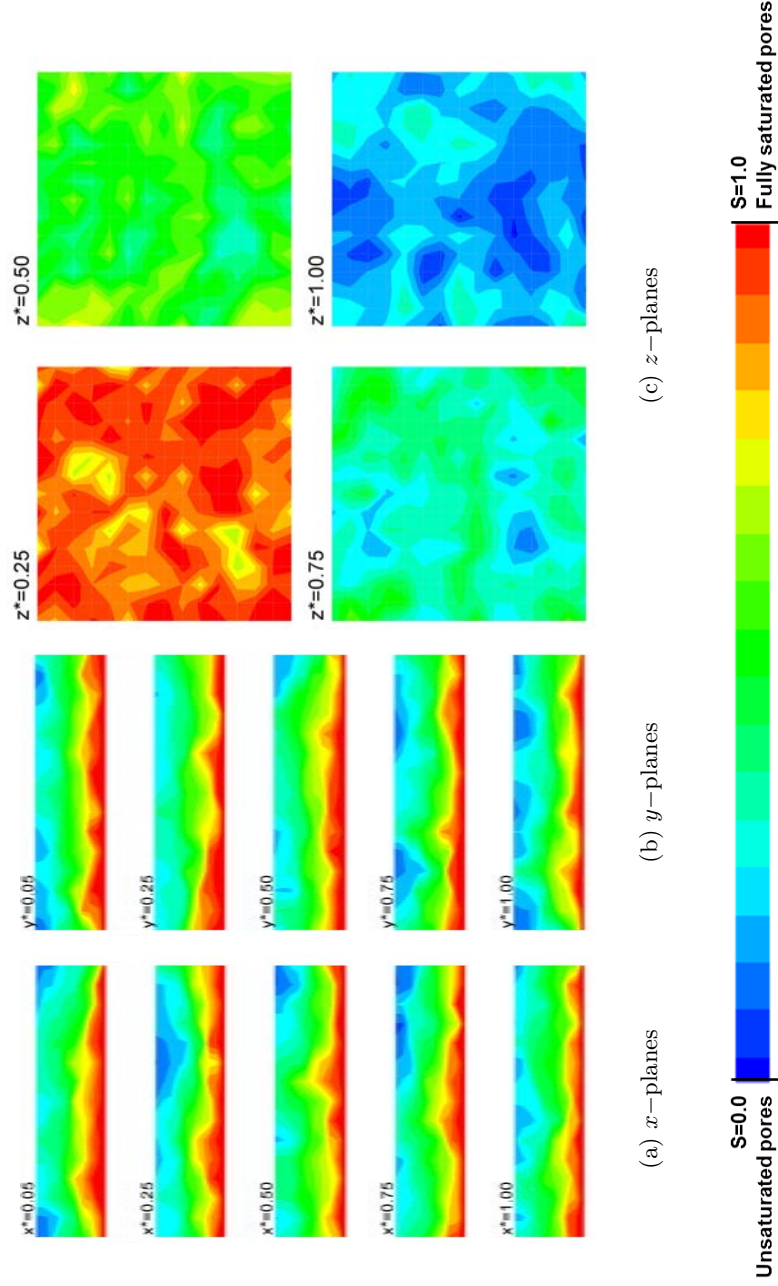 x*=0.05
x*=0.25
x*=0.50
x*=0.75
x*=1.00
(a) x−planes
y*=0.05
y*=0.25
y*=0.50
y*=0.75
y*=1.00
(b) y−planes
z*=0.25
z*=0.50
z*=0.75
z*=1.00
(c) z−planes
S=0.0
Unsaturated pores
S=1.0
Fully saturated pores